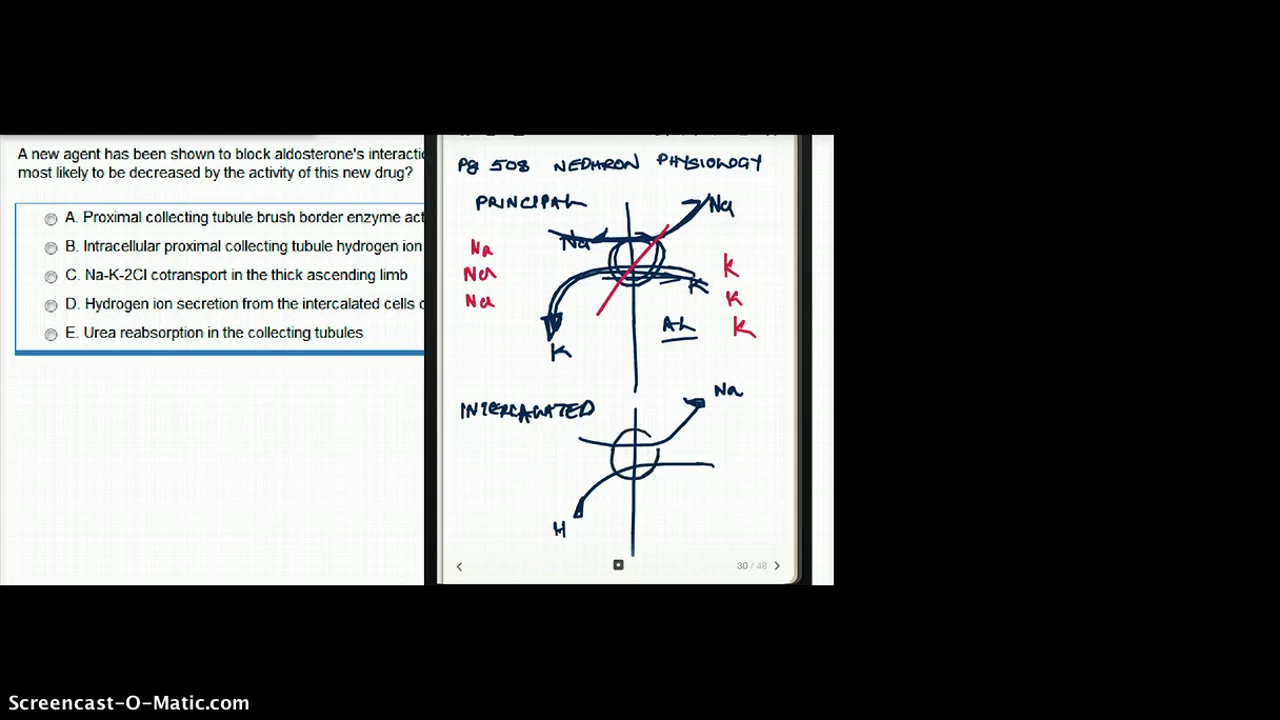 A new agent has been shown to block aldosterone's interacti
most likely to be decreased by the activity of this new drug?
A. Proximal collecting tubule brush border enzyme act
B. Intracellular proximal collecting tubule hydrogen ion
C. Na-K-2Cl cotransport in the thick ascending limb
D. Hydrogen ion secretion from the intercalated cells o
E. Urea reabsorption in the collecting tubules
Pg 508 NEPHRON PHYSIOLOGY
PRINCIPAL
Na
Na
Na
Na
Na
K
K
K
K
K
INTERCALATED
Na
H
30 / 48
Screencast-O-Matic.com